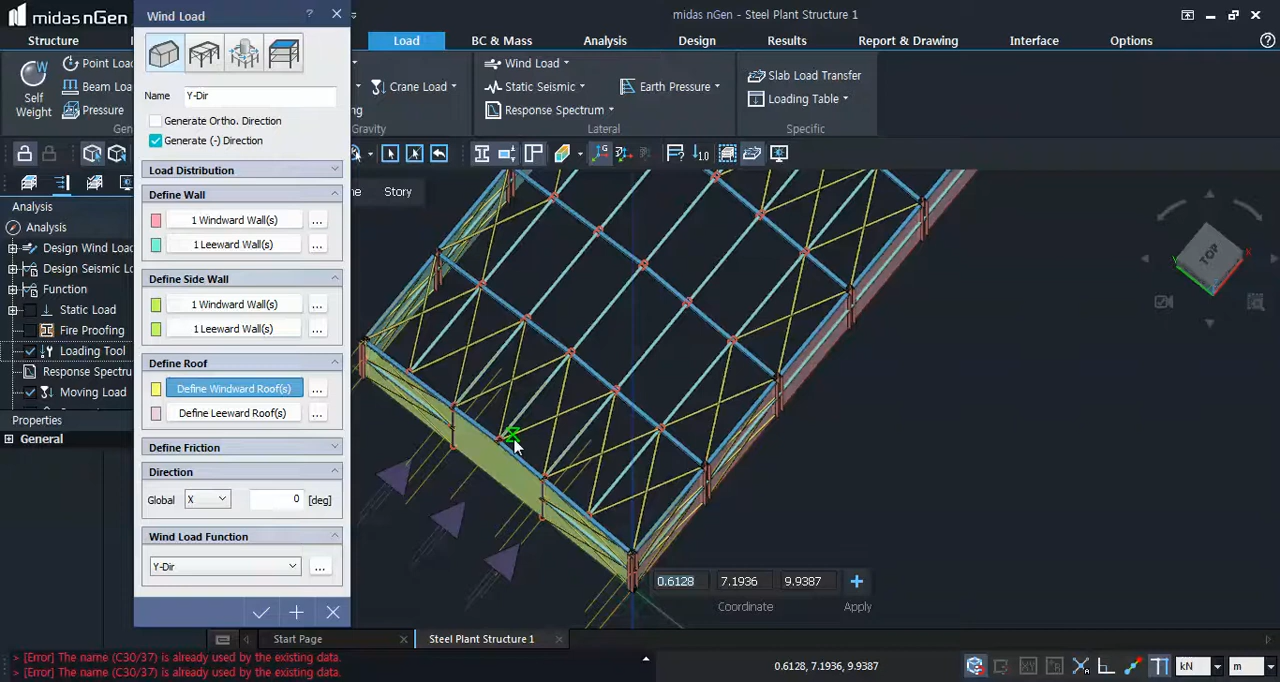 midas nGen
Wind Load
?
midas nGen - Steel Plant Structure 1
Structure
Load
BC & Mass
Analysis
Design
Results
Report & Drawing
Interface
Options
Self
Weight
Point Loa
Beam Loa
Pressure
Ger
Crane Load
Gravity
Wind Load
Static Seismic
Response Spectrum
Earth Pressure
Lateral
Slab Load Transfer
Loading Table
Specific
Name
Y-Dir
Generate Ortho. Direction
Generate (-) Direction
Load Distribution
Define Wall
1 Windward Wall(s)
...
1 Leeward Wall(s)
...
Define Side Wall
1 Windward Wall(s)
...
1 Leeward Wall(s)
...
Define Roof
Define Windward Roof(s)
...
Define Leeward Roof(s)
...
Define Friction
Direction
Global
X
0
[deg]
Wind Load Function
Y-Dir
...
Analysis
Analysis
Design Wind Loa
Design Seismic Lo
Function
Static Load
Fire Proofing
Loading Tool
Response Spectru
Moving Load
Properties
General
Story
1.0
TOP
0.6128
7.1936
9.9387
Coordinate
Apply
Start Page
Steel Plant Structure 1
> [Error] The name (C30/37) is already used by the existing data.
> [Error] The name (C30/37) is already used by the existing data.
0.6128, 7.1936, 9.9387
kN
m